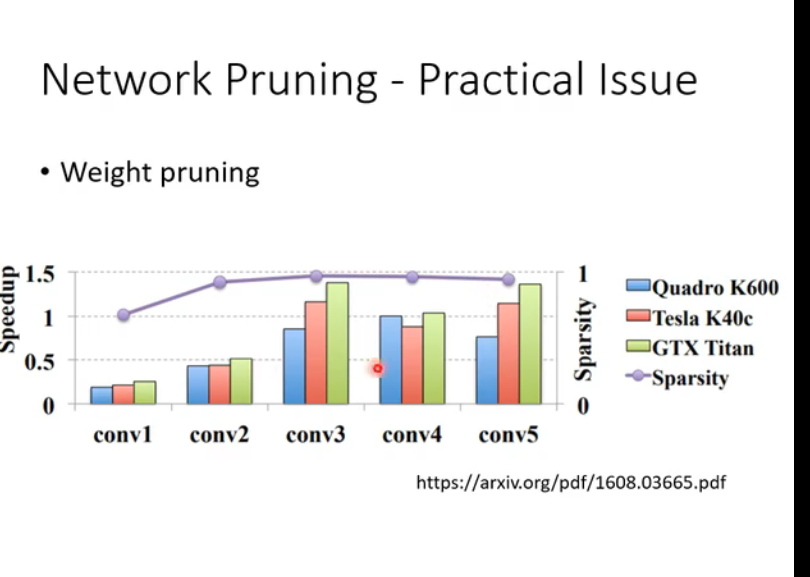 Network Pruning - Practical Issue
• Weight pruning
Speedup
1.5
1
0.5
0
conv1 conv2 conv3 conv4 conv5
1
0
Sparsity
Quadro K600
Tesla K40c
GTX Titan
Sparsity
https://arxiv.org/pdf/1608.03665.pdf